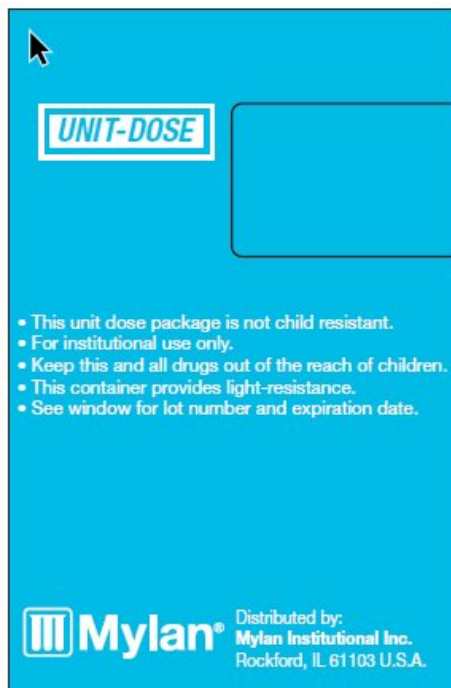 UNIT-DOSE
• This unit dose package is not child resistant.
• For institutional use only.
• Keep this and all drugs out of the reach of children.
• This container provides light-resistance.
• See window for lot number and expiration date.
Mylan®
Distributed by:
Mylan Institutional Inc.
Rockford, IL 61103 U.S.A.